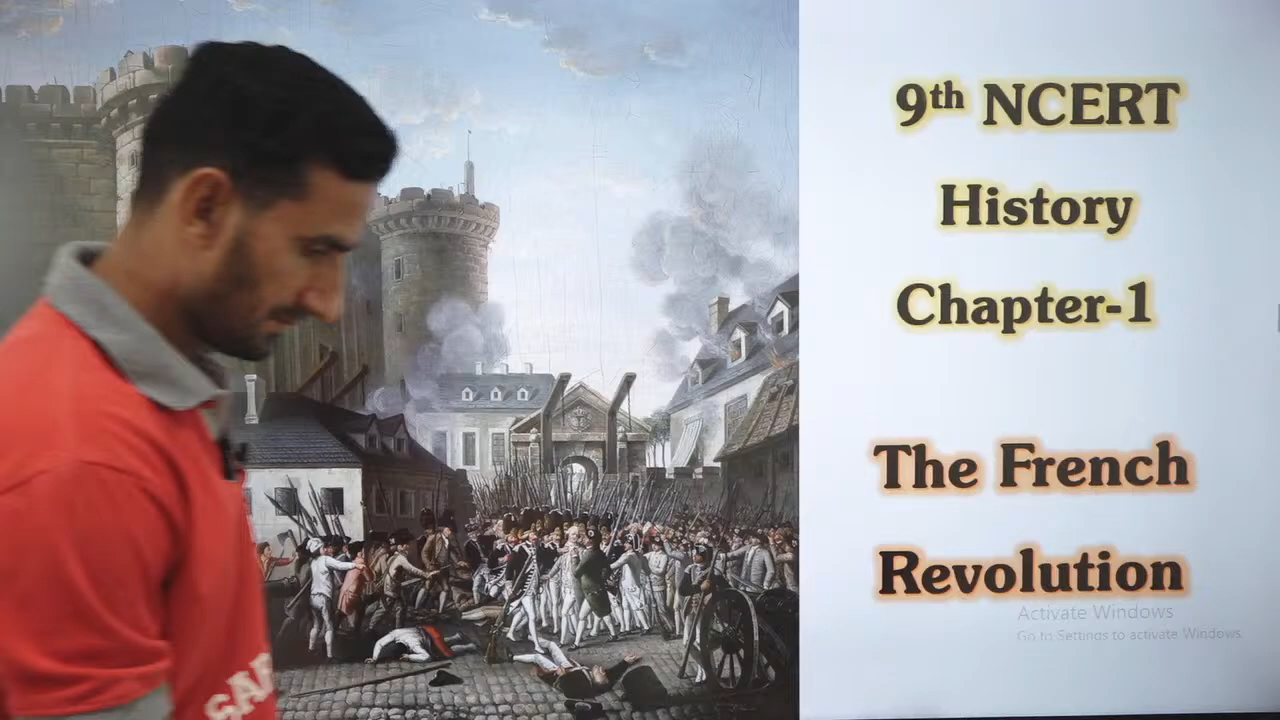 9th NCERT
History
Chapter-1
The French
Revolution
Activate Windows
Go to Settings to activate Windows.